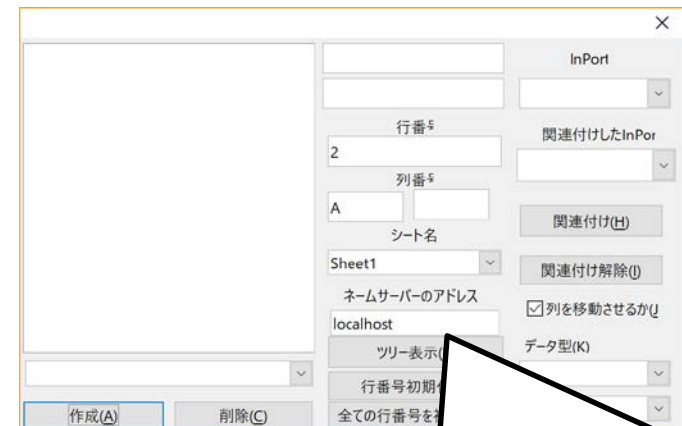 InPort
行番号
2
関連付けしたInPor
列番号
A
関連付け(H)
シート名
Sheet1
関連付け解除(I)
ネームサーバーのアドレス
列を移動させるか(J
localhost
ツリー表示(
データ型(K)
行番号初期
作成(A)
削除(C)
全ての行番号を